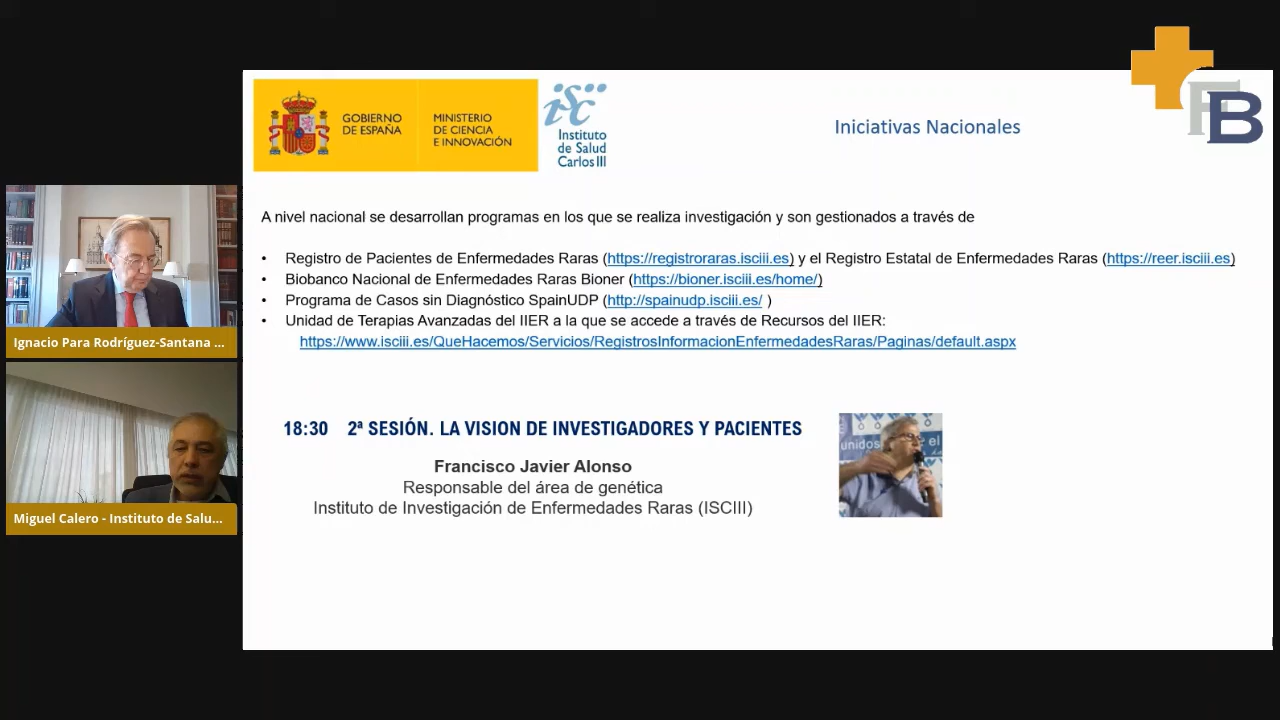 GOBIERNO
DE ESPAÑA
MINISTERIO
DE CIENCIA
E INNOVACIÓN
isc
Instituto
de Salud
Carlos III
Iniciativas Nacionales
FB
A nivel nacional se desarrollan programas en los que se realiza investigación y son gestionados a través de
• Registro de Pacientes de Enfermedades Raras (https://registroraras.isciii.es) y el Registro Estatal de Enfermedades Raras (https://reer.isciii.es)
• Biobanco Nacional de Enfermedades Raras Bioner (https://bioner.isciii.es/home/)
• Programa de Casos sin Diagnóstico SpainUDP (http://spainudp.isciii.es/ )
• Unidad de Terapias Avanzadas del IIER a la que se accede a través de Recursos del IIER:
https://www.isciii.es/QueHacemos/Servicios/RegistrosInformacionEnfermedadesRaras/Paginas/default.aspx
Ignacio Para Rodríguez-Santana ...
Miguel Calero - Instituto de Salu...
18:30 2ª SESIÓN. LA VISION DE INVESTIGADORES Y PACIENTES
Francisco Javier Alonso
Responsable del área de genética
Instituto de Investigación de Enfermedades Raras (ISCIII)
unidos el